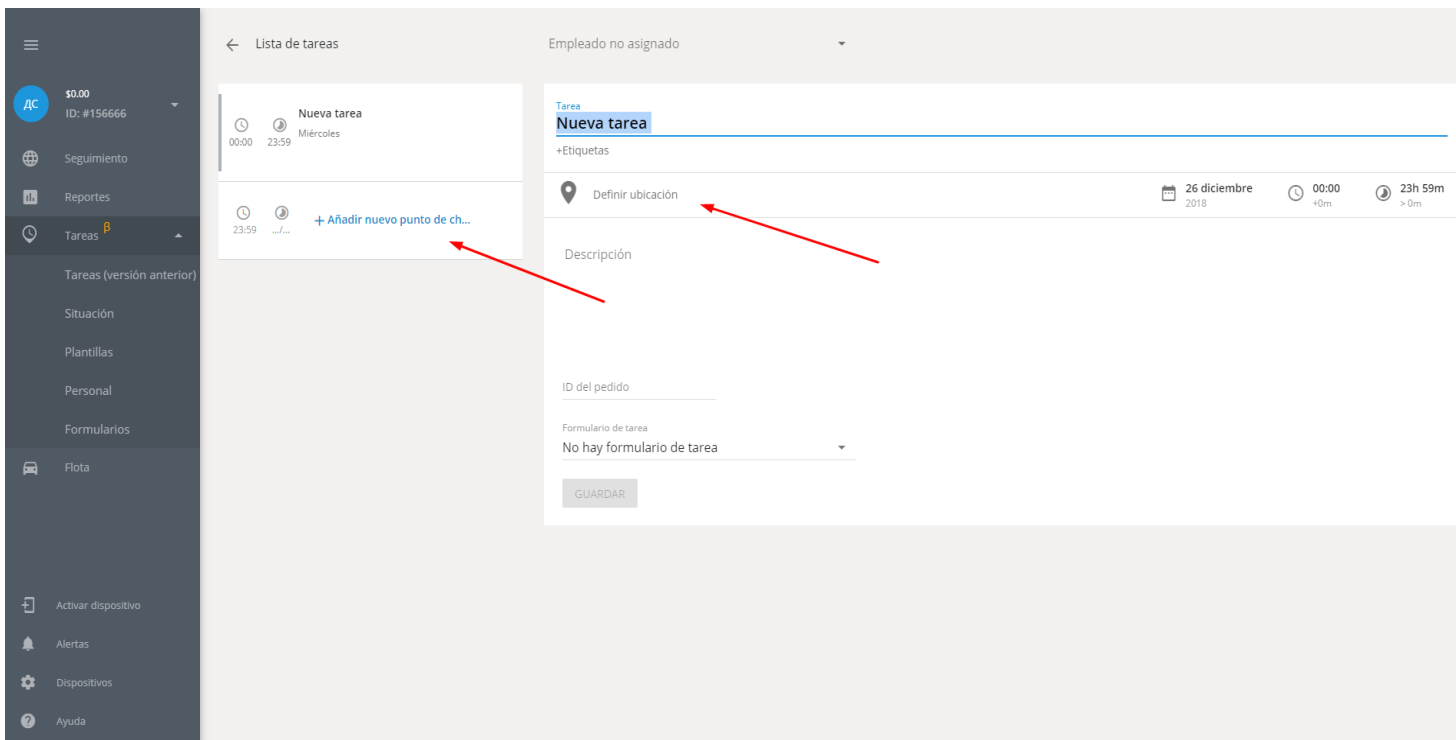 Lista de tareas
Empleado no asignado
ДС
$0.00
ID: #156666
Seguimiento
Reportes
Tareas β
Tareas (versión anterior)
Situación
Plantillas
Personal
Formularios
Flota
Activar dispositivo
Alertas
Dispositivos
Ayuda
Nueva tarea
Miércoles
00:00 23:59
+ Añadir nuevo punto de ch...
23:59 .../...
Tarea
Nueva tarea
+Etiquetas
Definir ubicación
26 diciembre
2018
00:00
+0m
23h 59m
> 0m
Descripción
ID del pedido
Formulario de tarea
No hay formulario de tarea
GUARDAR